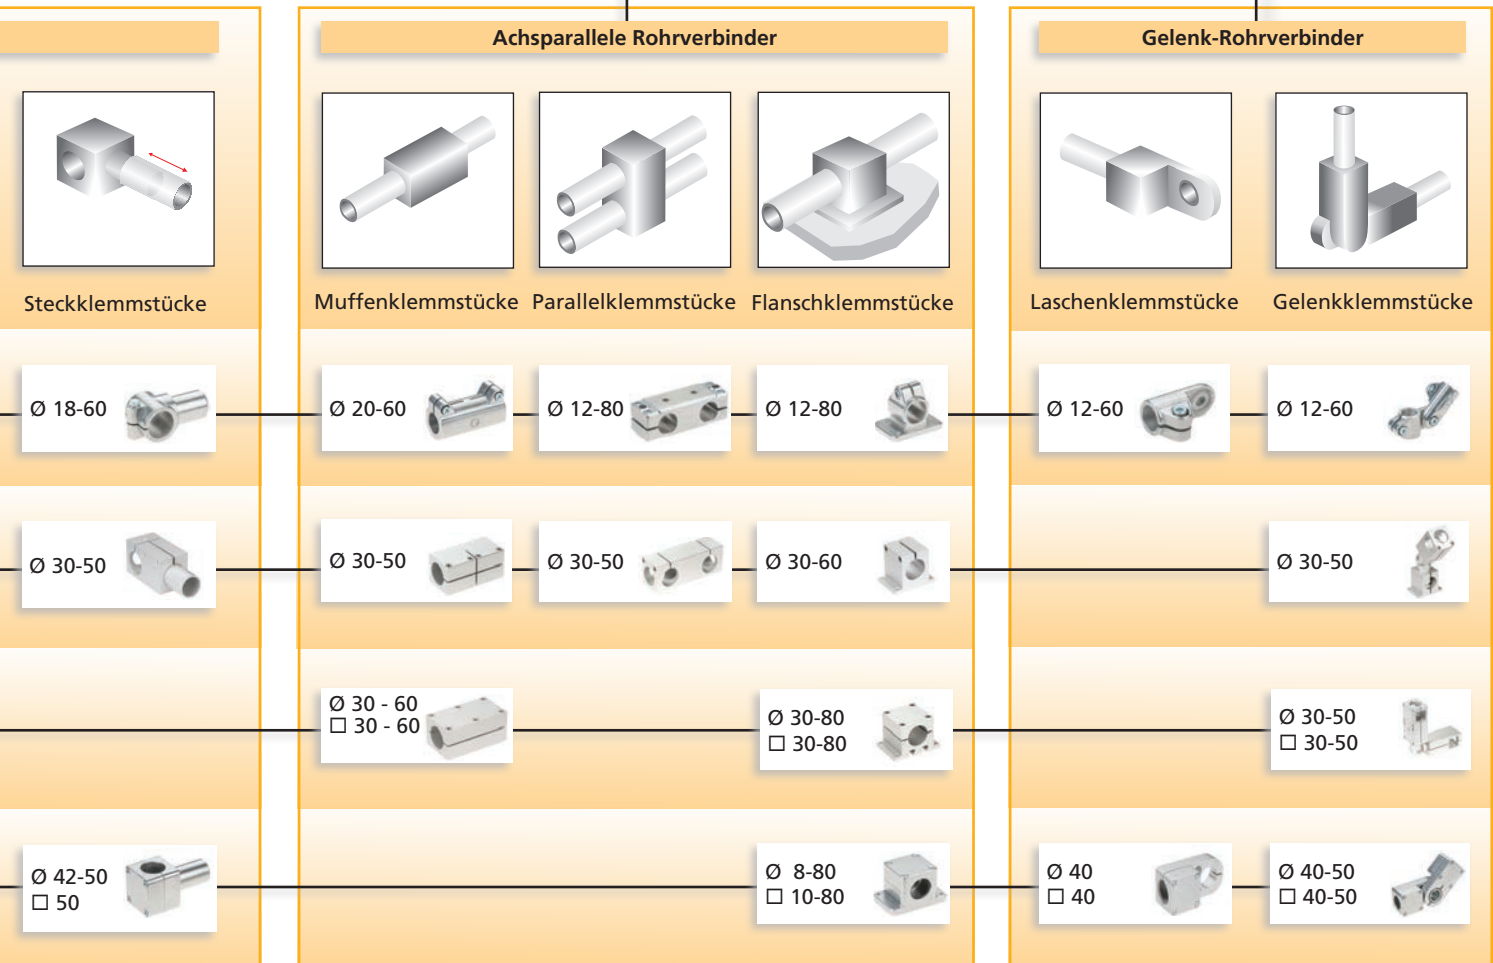 Achsparallele Rohrverbinder
Gelenk-Rohrverbinder
Steckklemmstücke
Muffenklemmstücke
Parallelklemmstücke
Flanschklemmstücke
Laschenklemmstücke
Gelenkklemmstücke
Ø 18-60
Ø 20-60
Ø 12-80
Ø 12-80
Ø 12-60
Ø 12-60
Ø 30-50
Ø 30-50
Ø 30-50
Ø 30-60
Ø 30-50
Ø 30 - 60
□ 30 - 60
Ø 30-80
□ 30-80
Ø 30-50
□ 30-50
Ø 42-50
□ 50
Ø 8-80
□ 10-80
Ø 40
□ 40
Ø 40-50
□ 40-50